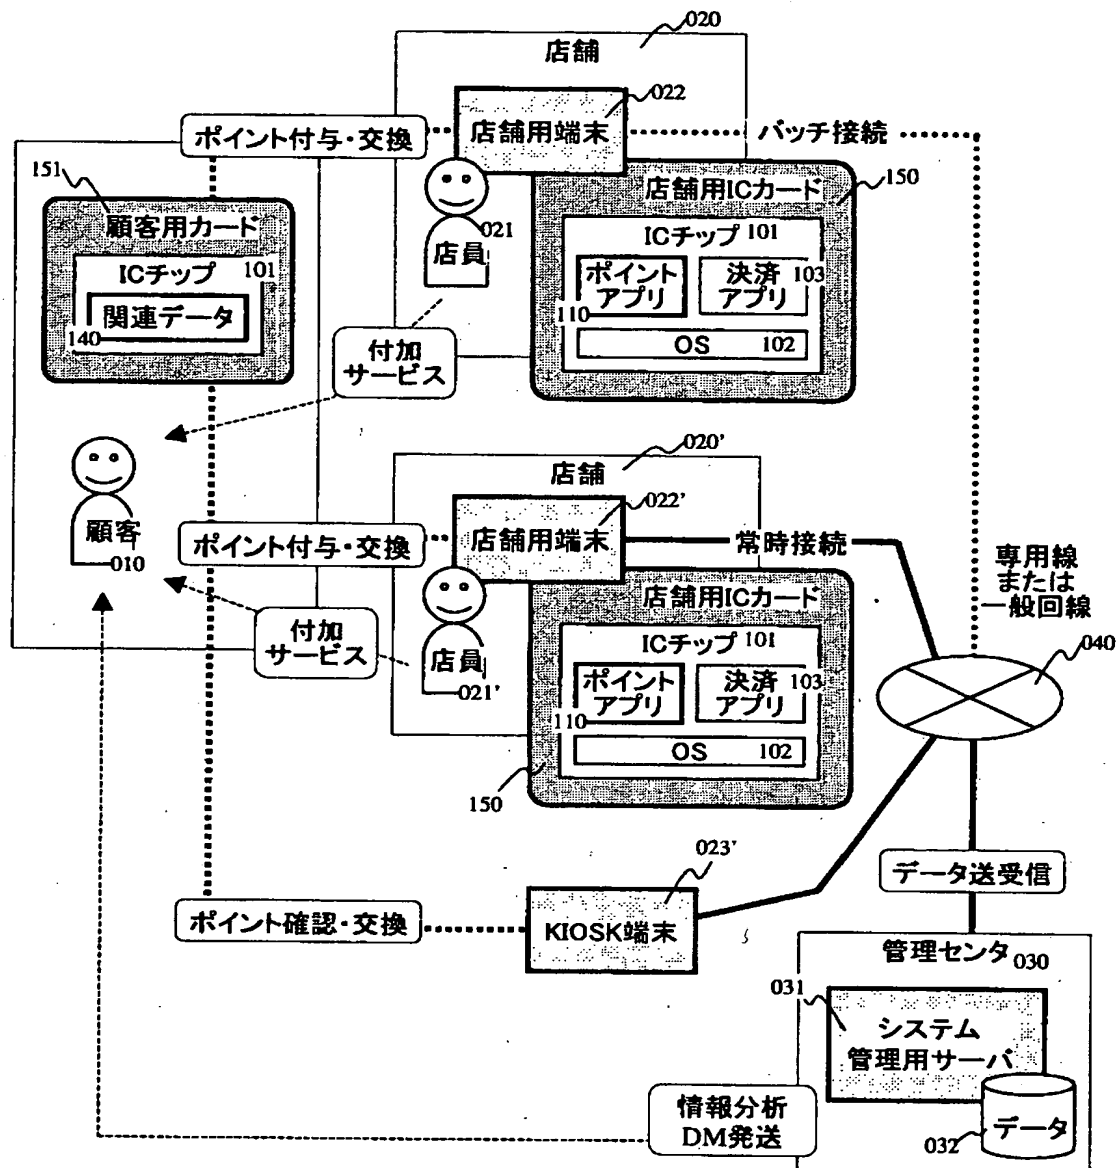 020
店舗
022
店舗用端末
バッチ接続
ポイント付与・交換
151
顧客用カード
ICチップ 101
関連データ
140
021
店員
150
店舗用ICカード
ICチップ 101
ポイント
アプリ
110
決済
アプリ
103
OS 102
付加
サービス
020'
店舗
022'
店舗用端末
常時接続
顧客
010
ポイント付与・交換
専用線
または
一般回線
040
付加
サービス
店員
021'
店舗用ICカード
ICチップ 101
ポイント
アプリ
110
決済
アプリ
103
OS 102
150
023'
KIOSK端末
ポイント確認・交換
データ送受信
管理センタ 030
031
システム
管理用サーバ
データ
032
情報分析
DM発送